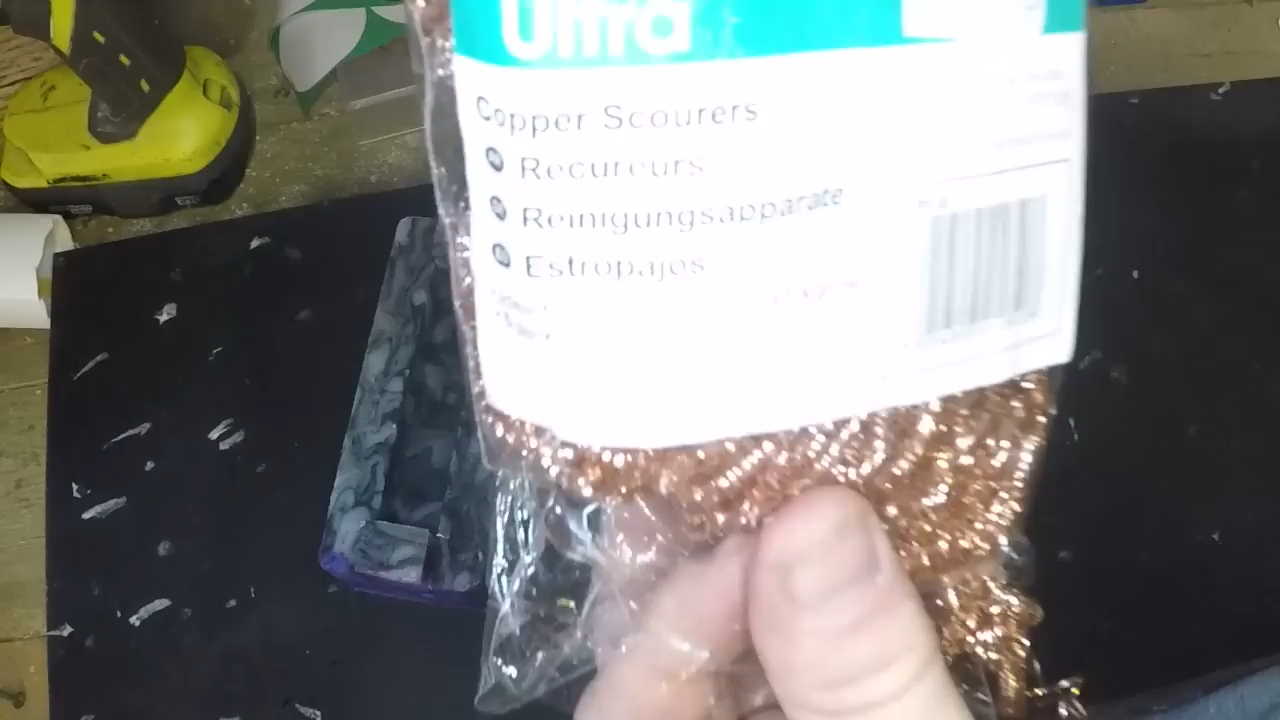 Ultra
Copper Scourers
Recureurs
Reinigungsapparate
Estropajos